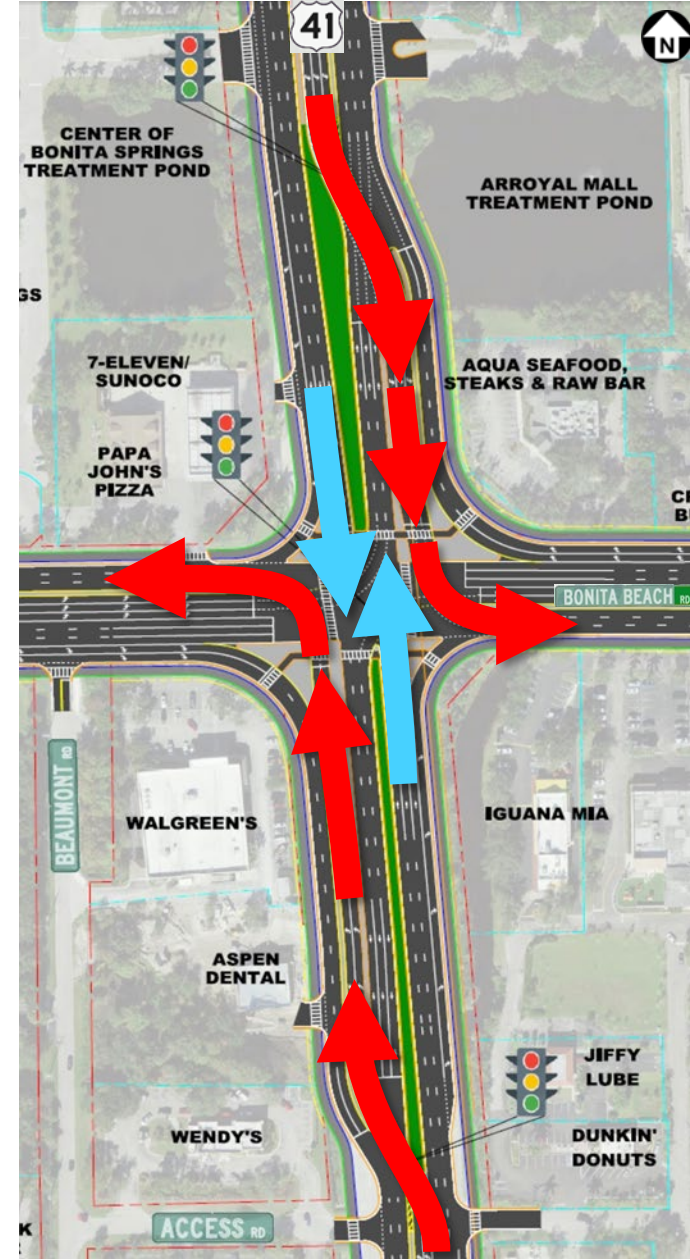 41
N
CENTER OF
BONITA SPRINGS
TREATMENT POND
ARROYAL MALL
TREATMENT POND
GS
7-ELEVEN/
SUNOCO
AQUA SEAFOOD,
STEAKS & RAW BAR
PAPA
JOHN'S
PIZZA
BONITA BEACH RD
BEAUMONT RD
WALGREEN'S
IGUANA MIA
ASPEN
DENTAL
JIFFY
LUBE
WENDY'S
DUNKIN'
DONUTS
ACCESS RD
K